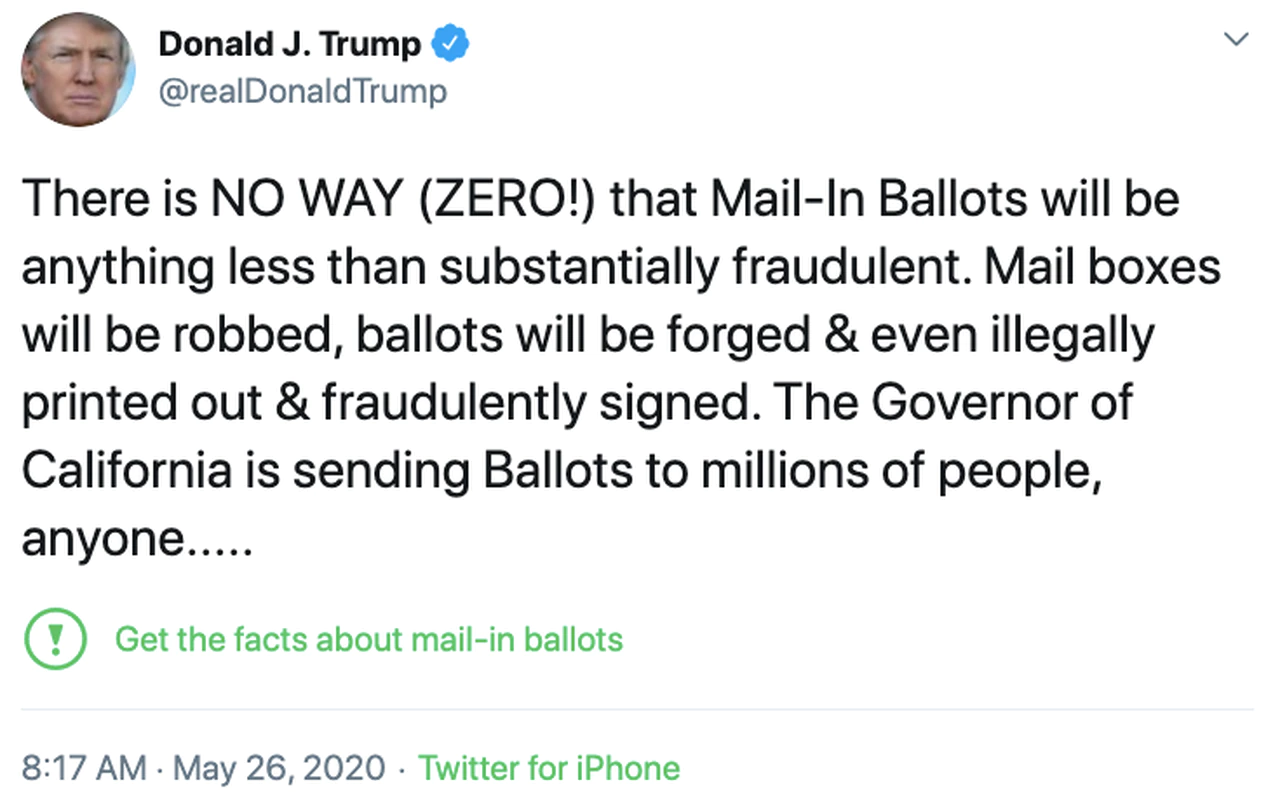 Donald J. Trump
@realDonaldTrump
There is NO WAY (ZERO!) that Mail-In Ballots will be
anything less than substantially fraudulent. Mail boxes
will be robbed, ballots will be forged & even illegally
printed out & fraudulently signed. The Governor of
California is sending Ballots to millions of people,
anyone.....
Get the facts about mail-in ballots
8:17 AM · May 26, 2020 · Twitter for iPhone